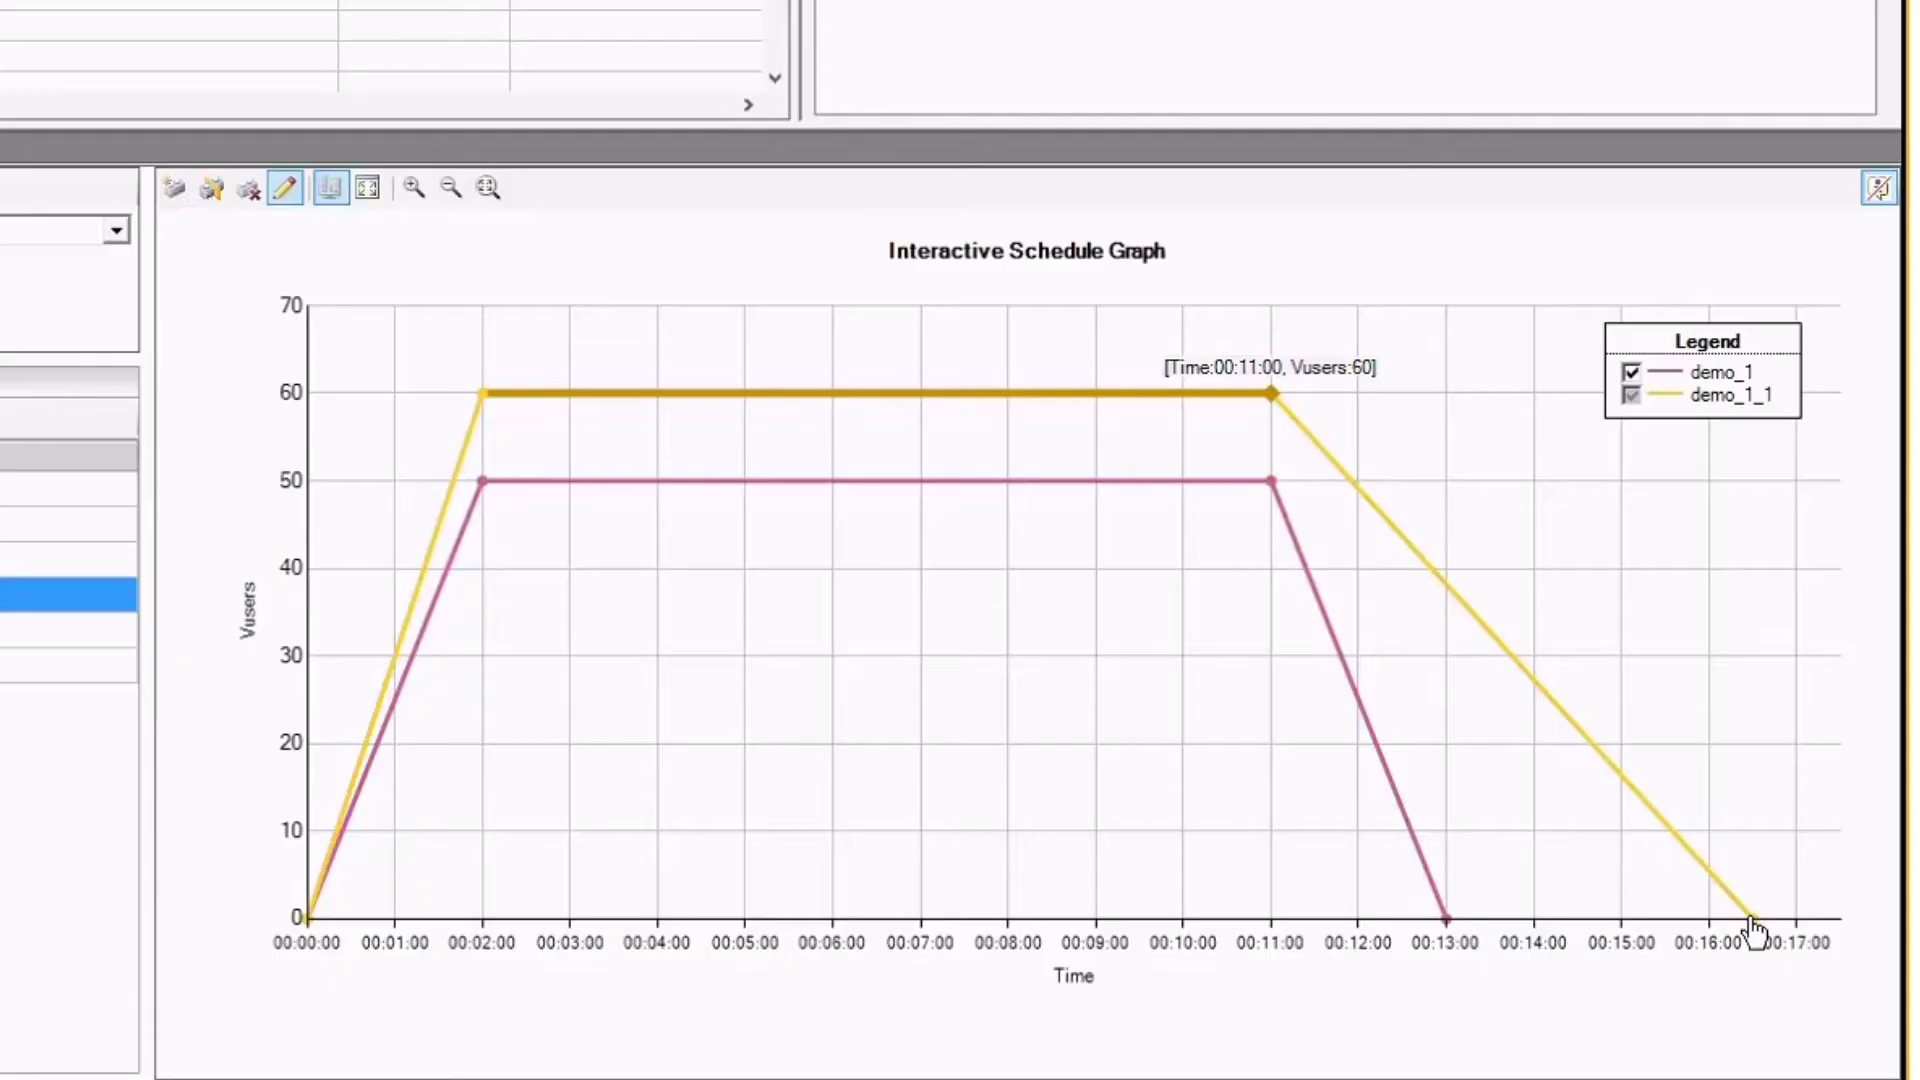 Interactive Schedule Graph
70
[Time:00:11:00, Vusers:60]
Legend
demo_1
demo_1_1
60
50
40
30
20
10
0
Vusers
00:00:00 00:01:00 00:02:00 00:03:00 00:04:00 00:05:00 00:06:00 00:07:00 00:08:00 00:09:00 00:10:00 00:11:00 00:12:00 00:13:00 00:14:00 00:15:00 00:16:00 00:17:00
Time